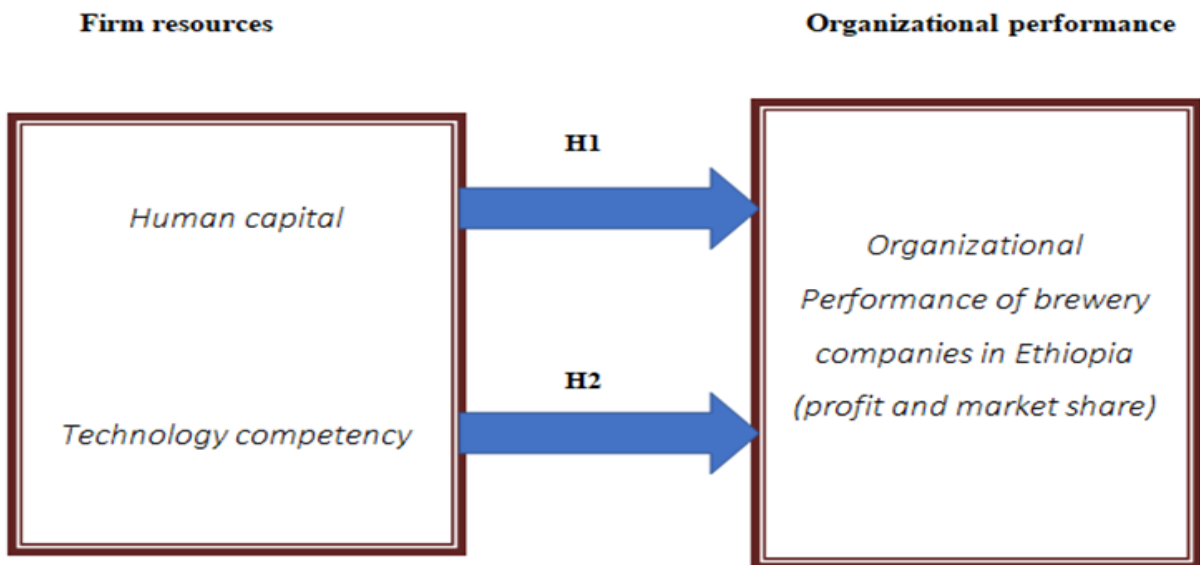 Firm resources
Organizational performance
H1
Human capital
Organizational
Performance of brewery
companies in Ethiopia
(profit and market share)
H2
Technology competency